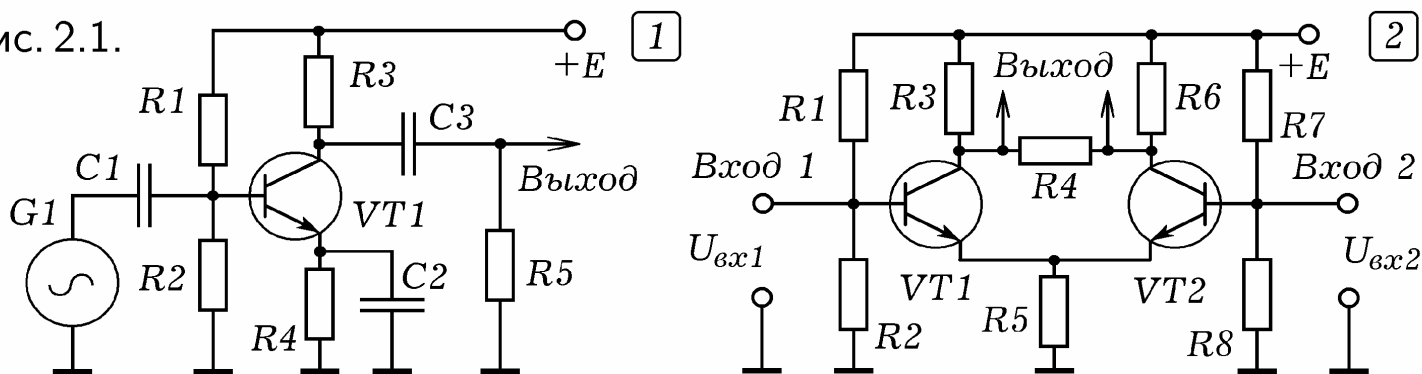 ис. 2.1.
1
+E
R3
R1
C3
C1
Выход
G1
VT1
R2
C2
R5
R4
2
+E
Выход
R1
R3
R6
R7
Вход 1
R4
Вход 2
Uвх1
VT1
VT2
Uвх2
R5
R2
R8